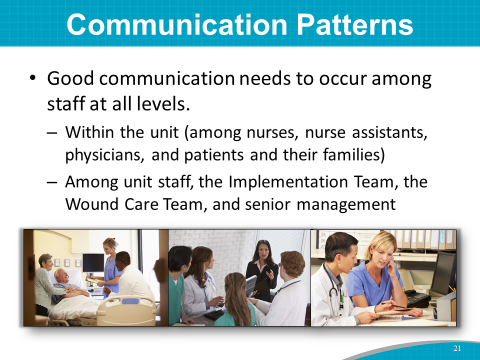 Communication Patterns
• Good communication needs to occur among
staff at all levels.
– Within the unit (among nurses, nurse assistants,
physicians, and patients and their families)
– Among unit staff, the Implementation Team, the
Wound Care Team, and senior management
21